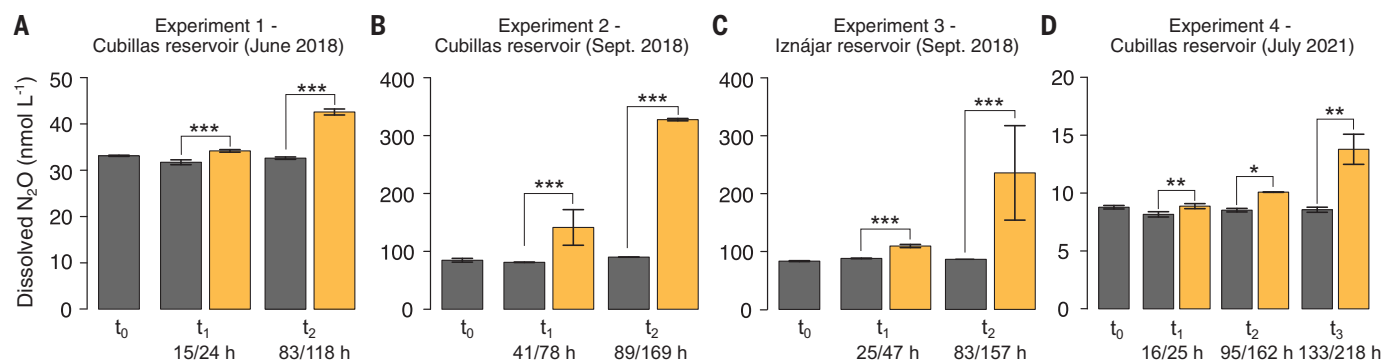 A
Experiment 1 -
Cubillas reservoir (June 2018)
Dissolved N₂O (nmol L⁻¹)
50
40
30
20
10
0
***
***
t₀
t₁
t₂
15/24 h
83/118 h
B
Experiment 2 -
Cubillas reservoir (Sept. 2018)
400
300
200
100
0
***
***
t₀
t₁
t₂
41/78 h
89/169 h
C
Experiment 3 -
Iznájar reservoir (Sept. 2018)
400
300
200
100
0
***
***
t₀
t₁
t₂
25/47 h
83/157 h
D
Experiment 4 -
Cubillas reservoir (July 2021)
20
15
10
5
0
**
*
**
t₀
t₁
t₂
t₃
16/25 h
95/162 h
133/218 h